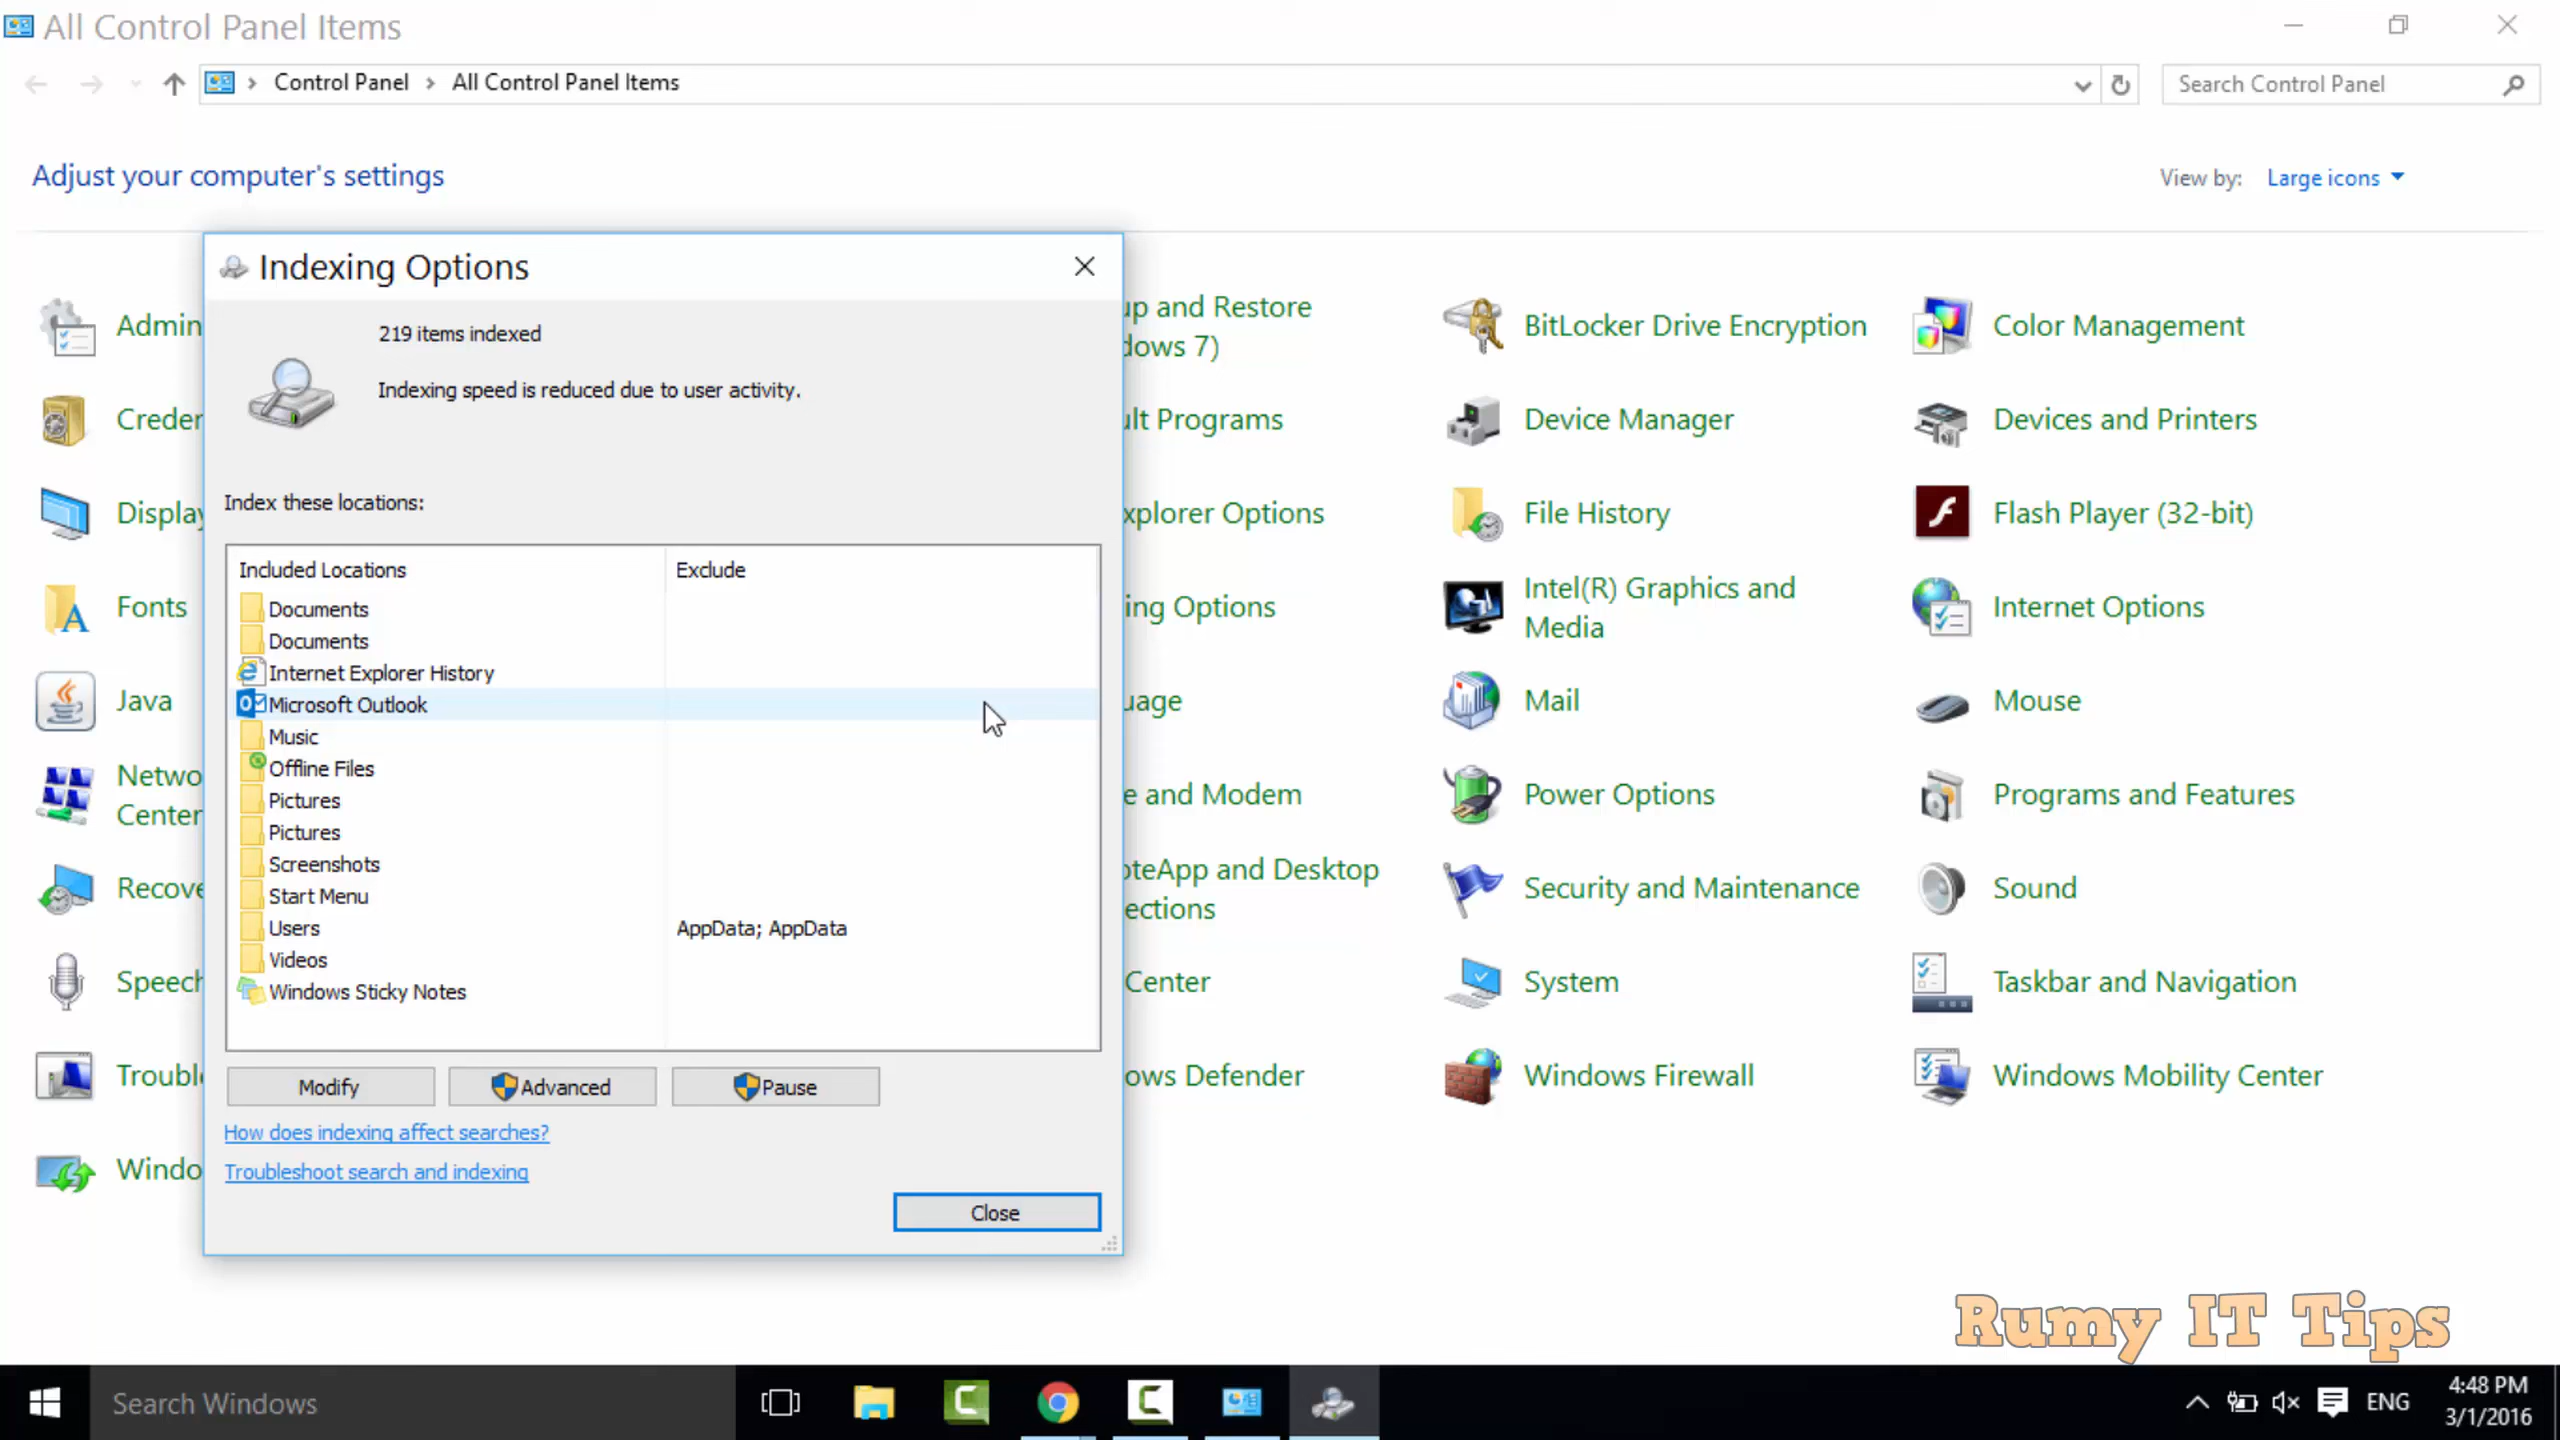 All Control Panel Items
Control Panel > All Control Panel Items
Search Control Panel
Adjust your computer's settings
View by: Large icons
Indexing Options
219 items indexed
Indexing speed is reduced due to user activity.
Index these locations:
Included Locations Exclude
Documents
Documents
Internet Explorer History
Microsoft Outlook
Music
Offline Files
Pictures
Pictures
Screenshots
Start Menu
Users AppData; AppData
Videos
Windows Sticky Notes
Modify Advanced Pause
How does indexing affect searches?
Troubleshoot search and indexing
Close
Admin
Creder
Display
Fonts
Java
Netwo
Center
Recove
Speech
Troubl
Windo
up and Restore
dows 7)
ult Programs
xplorer Options
ing Options
uage
e and Modem
oteApp and Desktop
ections
Center
ows Defender
BitLocker Drive Encryption
Device Manager
File History
Intel(R) Graphics and
Media
Mail
Power Options
Security and Maintenance
System
Windows Firewall
Color Management
Devices and Printers
Flash Player (32-bit)
Internet Options
Mouse
Programs and Features
Sound
Taskbar and Navigation
Windows Mobility Center
Rumy IT Tips
Search Windows
ENG
4:48 PM
3/1/2016